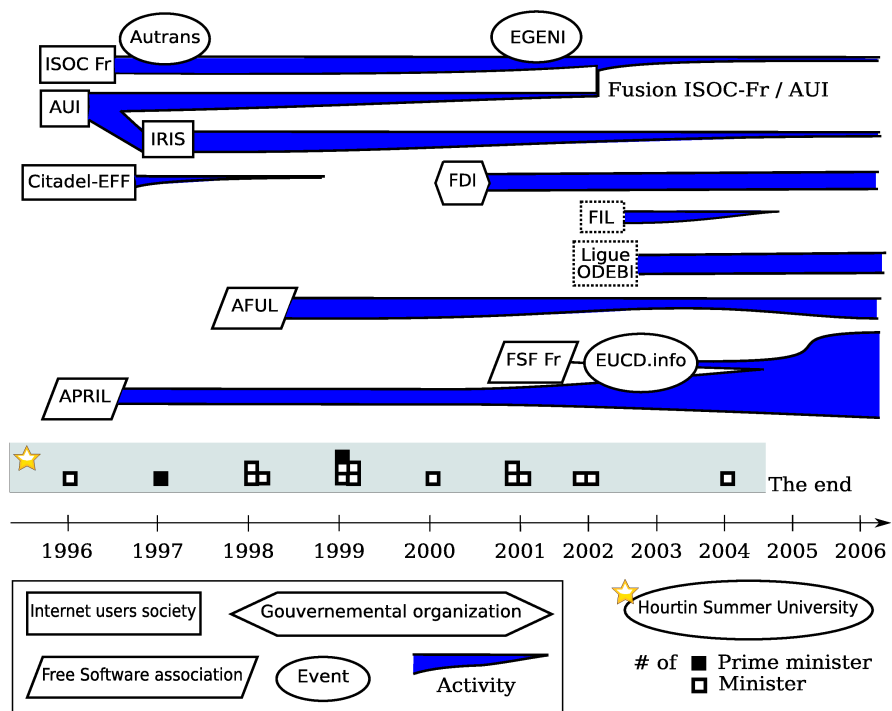 Autrans
EGENI
ISOC Fr
Fusion ISOC-Fr / AUI
AUI
IRIS
Citadel-EFF
FDI
FIL
Ligue
ODEBI
AFUL
FSF Fr
EUCD.info
APRIL
The end
1996 1997 1998 1999 2000 2001 2002 2003 2004 2005 2006
Internet users society
Gouvernemental organization
Hourtin Summer University
Free Software association
Event
Activity
# of
Prime minister
Minister